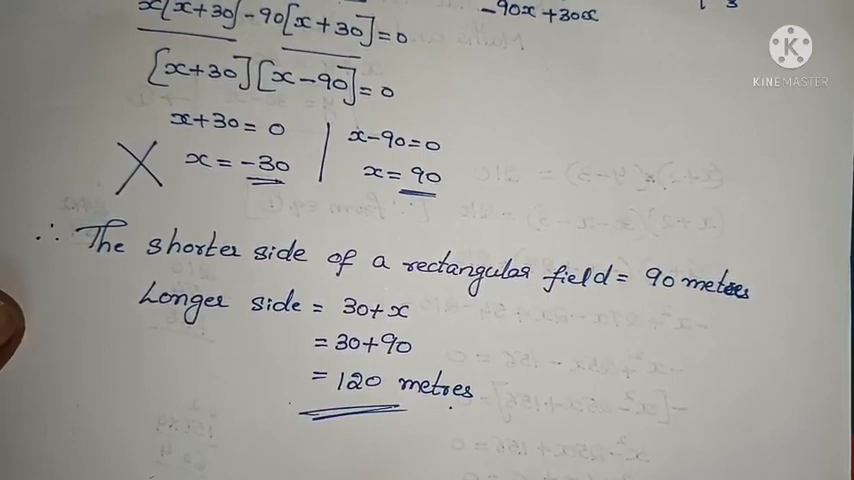 -90x+30x
x[x+30]-90[x+30]=0
[x+30][x-90]=0
x+30=0
x=-30
x-90=0
x=90
∴ The shorter side of a rectangular field = 90 metres
Longer side = 30+x
=30+90
=120 metres
KINEMASTER